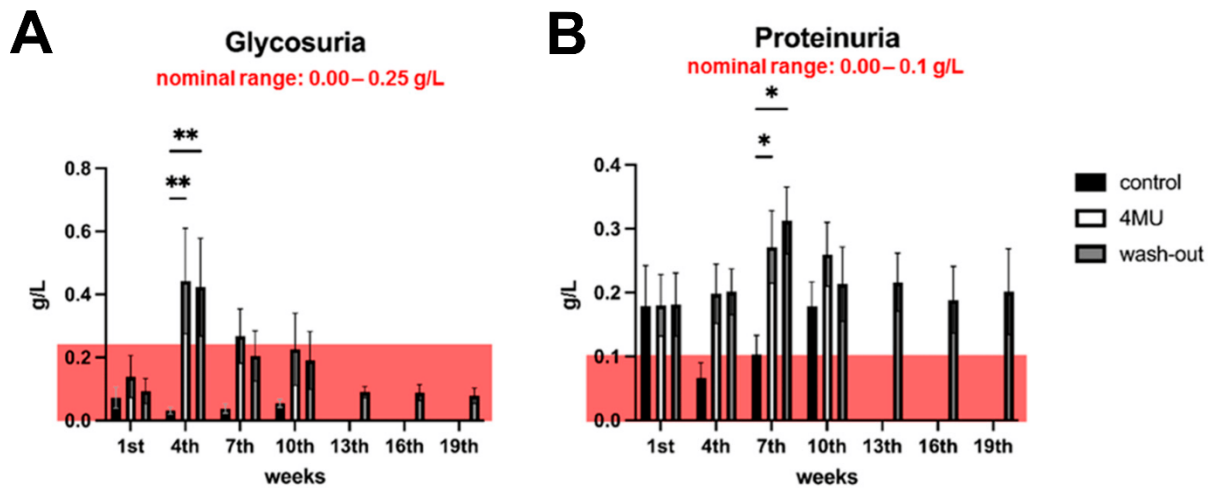 A
Glycosuria
nominal range: 0.00–0.25 g/L
**
**
0.8
0.6
0.4
0.2
0.0
g/L
1st 4th 7th 10th 13th 16th 19th
weeks
B
Proteinuria
nominal range: 0.00–0.1 g/L
*
*
0.4
0.3
0.2
0.1
0.0
g/L
1st 4th 7th 10th 13th 16th 19th
weeks
control
4MU
wash-out